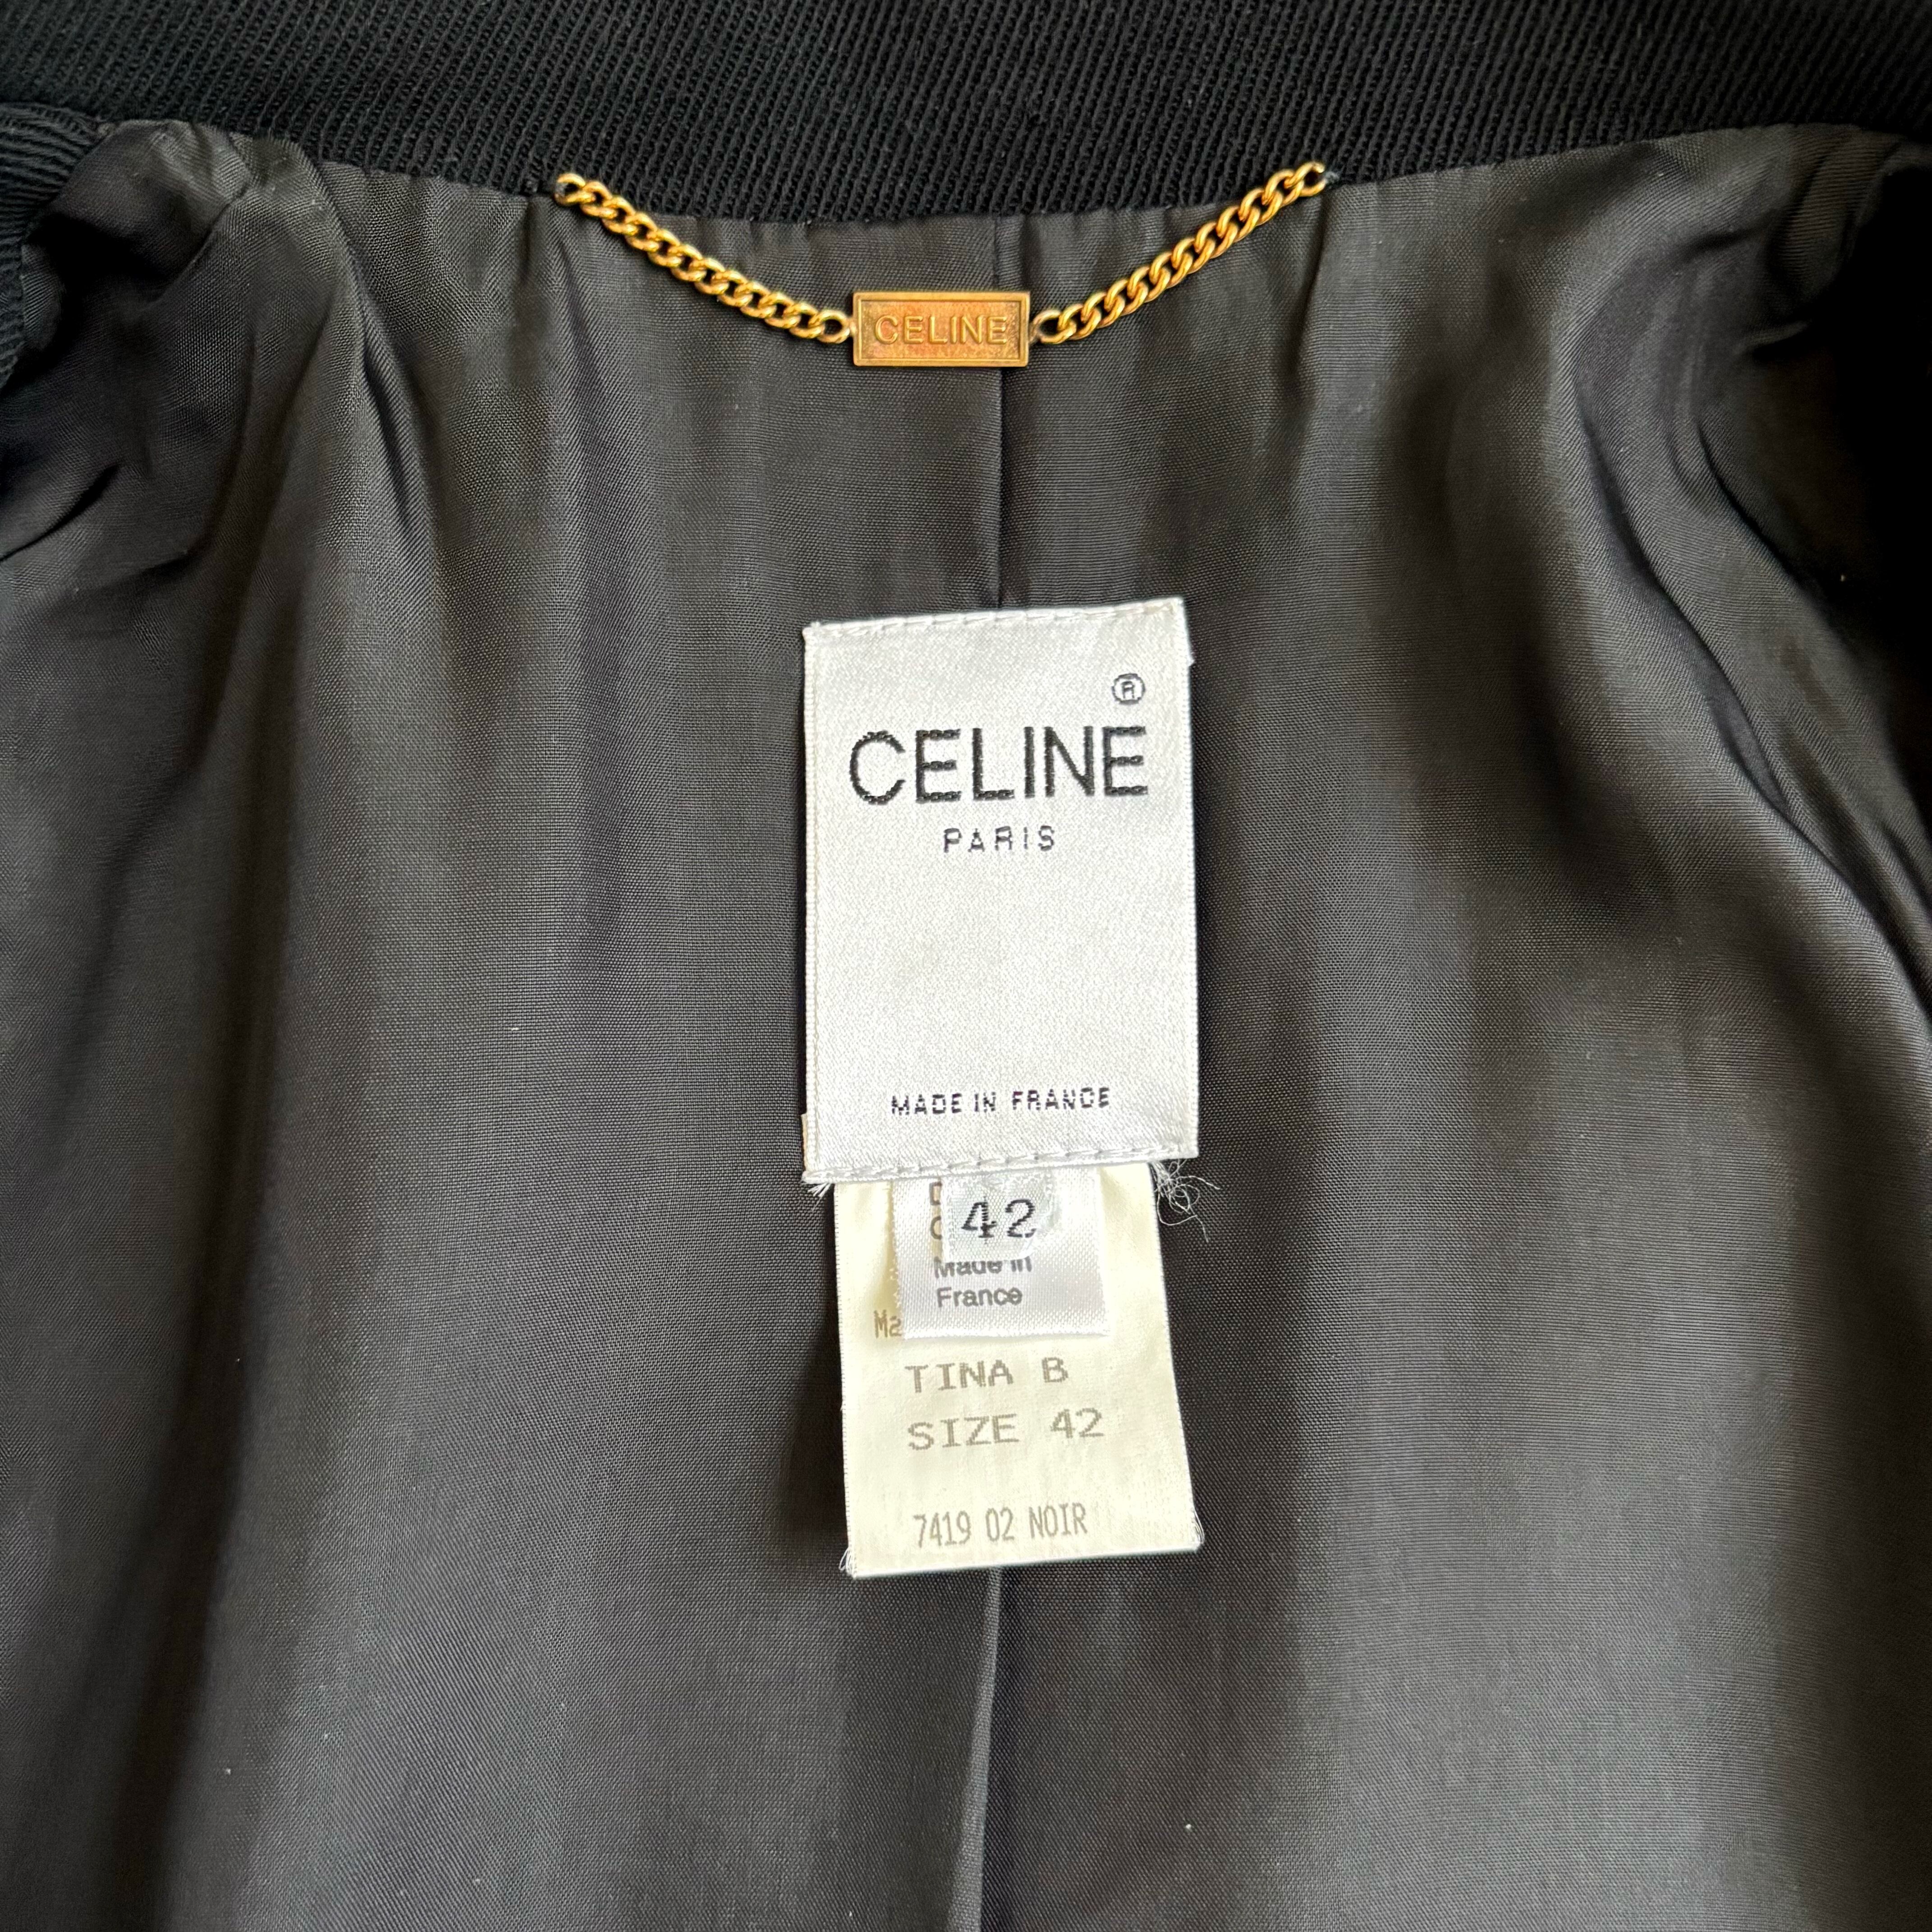 CELINE
®
CELINE
PARIS
MADE IN FRANCE
42
Made in
France
TINA B
SIZE 42
7419 02 NOIR